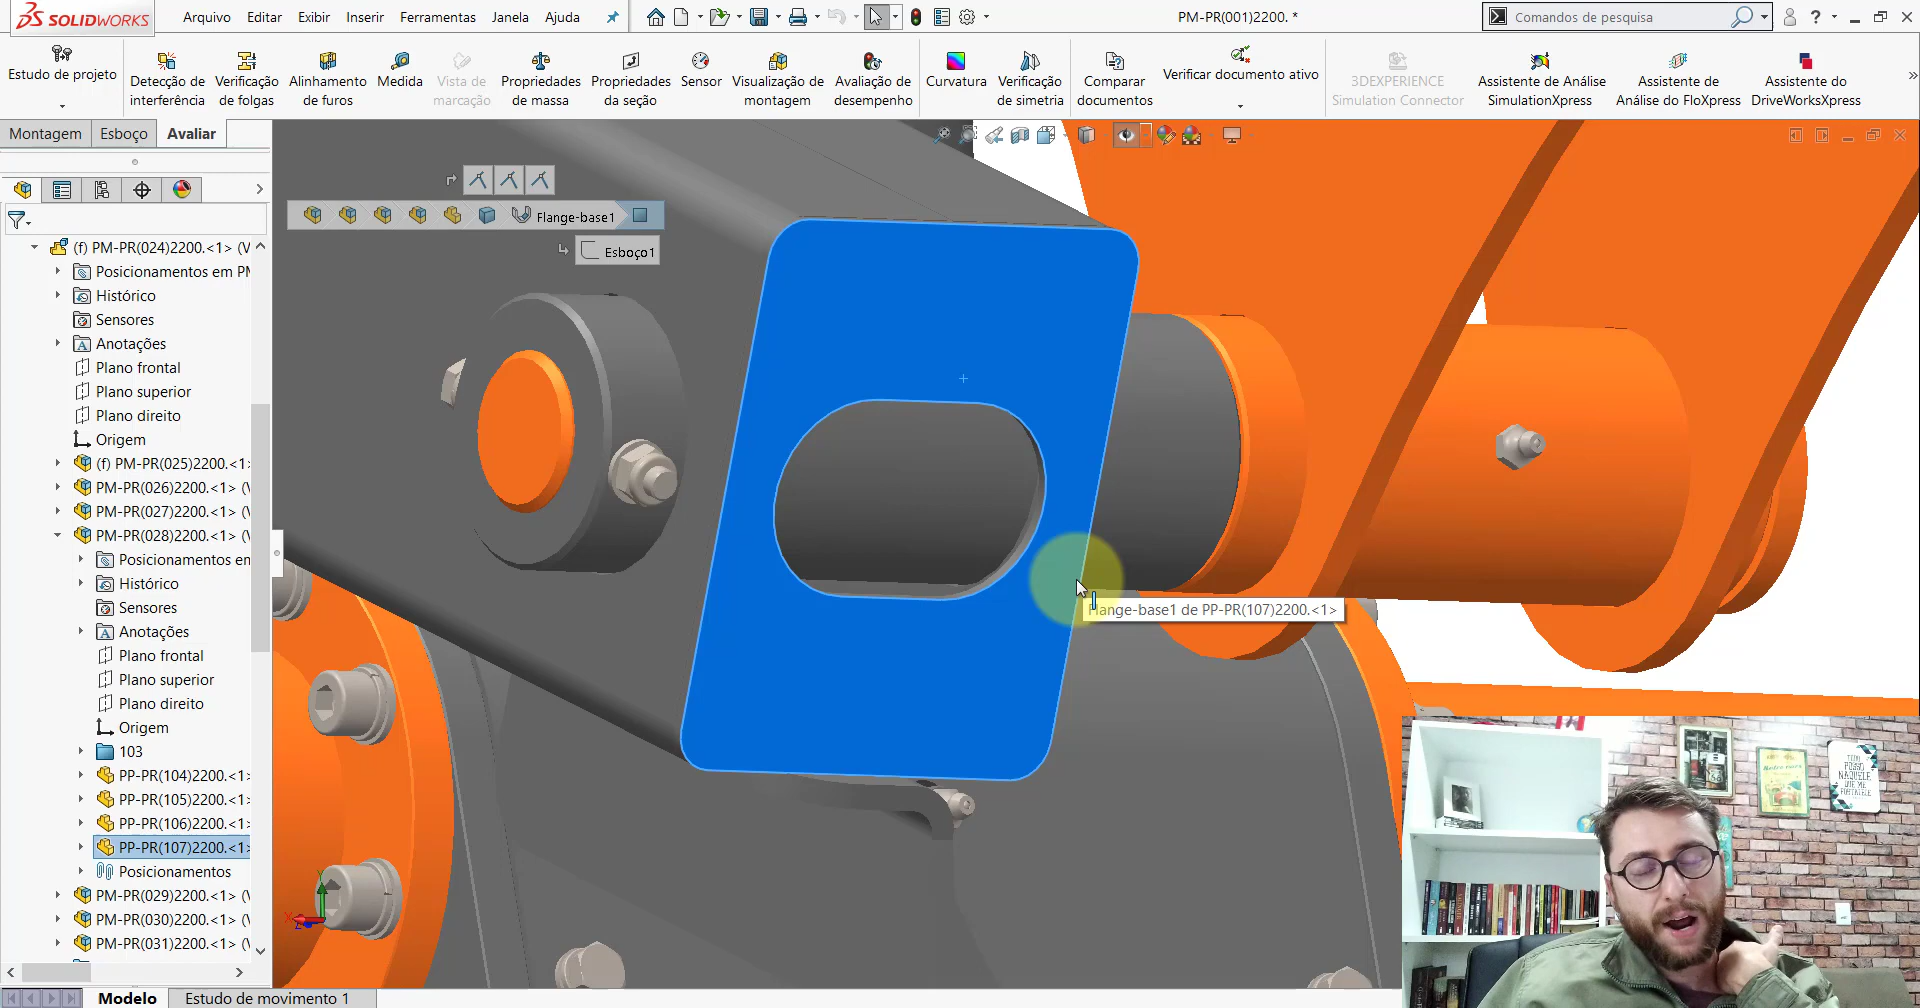 SOLIDWORKS
Arquivo Editar Exibir Inserir Ferramentas Janela Ajuda
PM-PR(001)2200. *
Comandos de pesquisa
?
Estudo de projeto
Detecção de interferência
Verificação de folgas
Alinhamento de furos
Medida
Vista de marcação
Propriedades de massa
Propriedades da seção
Sensor
Visualização de montagem
Avaliação de desempenho
Curvatura
Verificação de simetria
Comparar documentos
Verificar documento ativo
3DEXPERIENCE Simulation Connector
Assistente de Análise SimulationXpress
Assistente de Análise do FloXpress
Assistente do DriveWorksXpress
Montagem Esboço Avaliar
Flange-base1
Esboço1
(f) PM-PR(024)2200.<1> (V
Posicionamentos em PM
Histórico
Sensores
Anotações
Plano frontal
Plano superior
Plano direito
Origem
(f) PM-PR(025)2200.<1>
PM-PR(026)2200.<1> (V
PM-PR(027)2200.<1> (V
PM-PR(028)2200.<1> (V
Posicionamentos em
Histórico
Sensores
Anotações
Plano frontal
Plano superior
Plano direito
Origem
103
PP-PR(104)2200.<1>
PP-PR(105)2200.<1>
PP-PR(106)2200.<1>
PP-PR(107)2200.<1>
Posicionamentos
PM-PR(029)2200.<1> (V
PM-PR(030)2200.<1> (V
PM-PR(031)2200.<1> (V
Flange-base1 de PP-PR(107)2200.<1>
TUDO
POSSO
NAQUELE
QUE ME
FORTALECE
Modelo Estudo de movimento 1